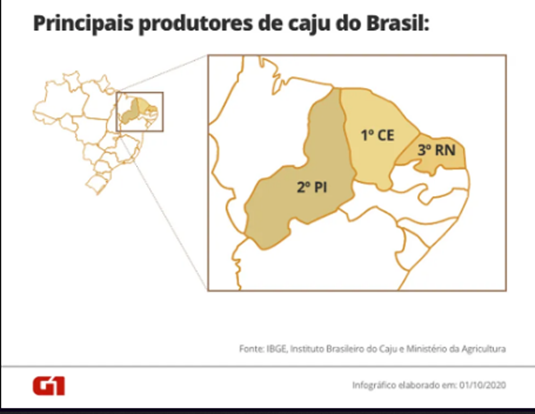 Principais produtores de caju do Brasil:
1º CE
3º RN
2º PI
Fonte: IBGE, Instituto Brasileiro do Caju e Ministério da Agricultura
G1
Infográfico elaborado em: 01/10/2020